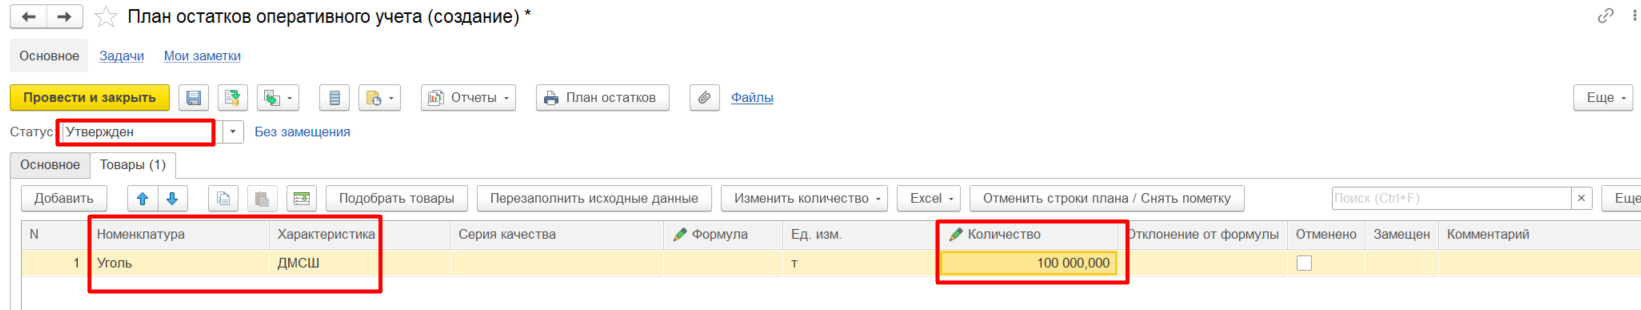 План остатков оперативного учета (создание) *
Основное Задачи Мои заметки
Провести и закрыть Отчеты План остатков Файлы Еще
Статус Утвержден Без замещения
Основное Товары (1)
Добавить Подобрать товары Перезаполнить исходные данные Изменить количество Excel Отменить строки плана / Снять пометку Поиск (Ctrl+F) × Еще
N Номенклатура Характеристика Серия качества Формула Ед. изм. Количество Отклонение от формулы Отменено Замещен Комментарий
1 Уголь ДМСШ т 100 000,000